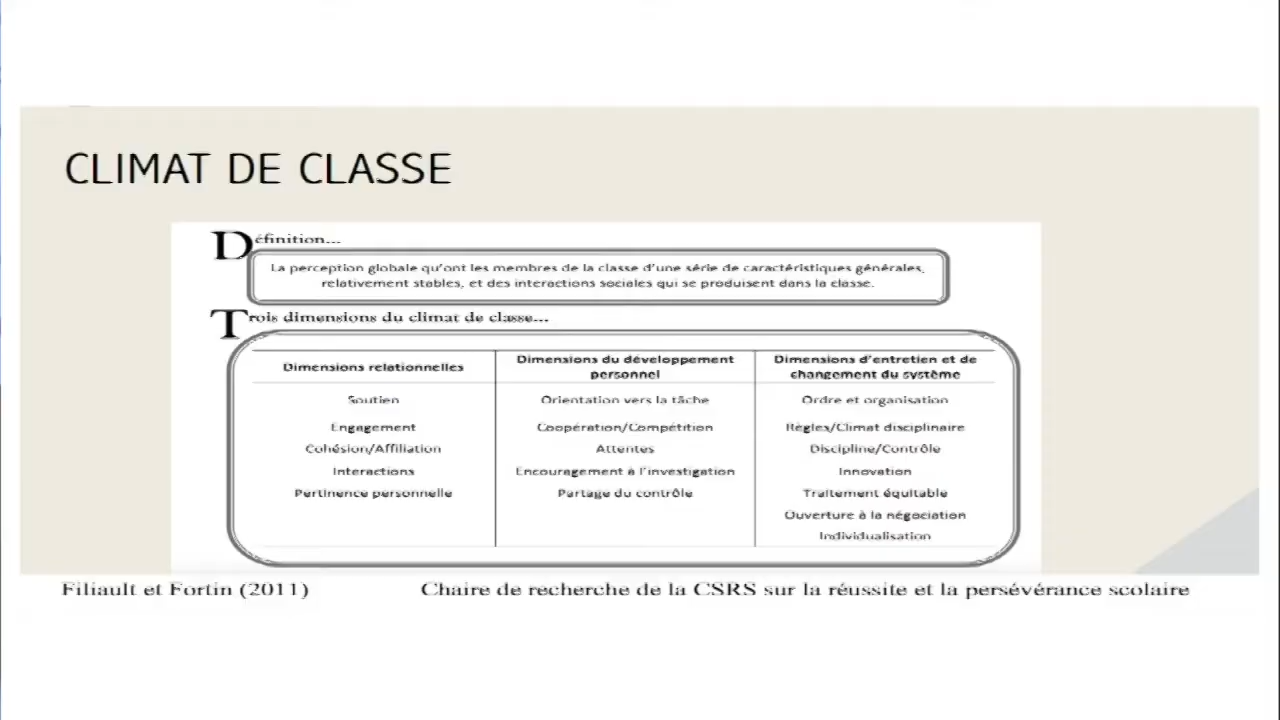 CLIMAT DE CLASSE
Définition...
La perception globale qu'ont les membres de la classe d'une série de caractéristiques générales,
relativement stables, et des interactions sociales qui se produisent dans la classe.
Trois dimensions du climat de classe...
Dimensions relationnelles
Soutien
Engagement
Cohésion/Affiliation
Interactions
Pertinence personnelle
Dimensions du développement
personnel
Orientation vers la tâche
Coopération/Compétition
Attentes
Encouragement à l'investigation
Partage du contrôle
Dimensions d'entretien et de
changement du système
Ordre et organisation
Règles/Climat disciplinaire
Discipline/Contrôle
Innovation
Traitement équitable
Ouverture à la négociation
Individualisation
Filiault et Fortin (2011)
Chaire de recherche de la CSRS sur la réussite et la persévérance scolaire